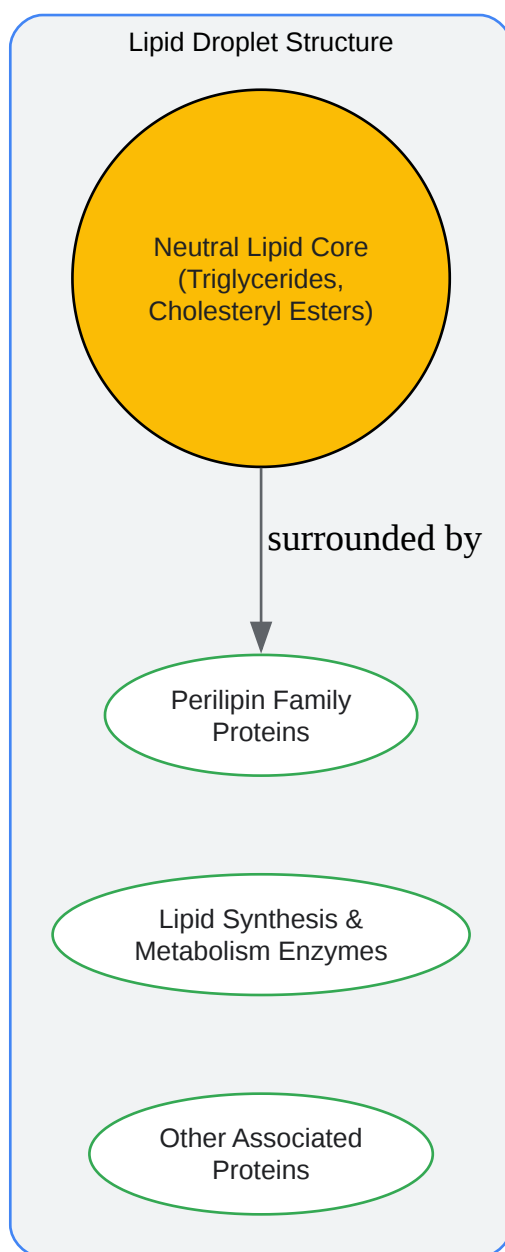 Lipid Droplet Structure
Neutral Lipid Core
(Triglycerides,
Cholesteryl Esters)
surrounded by
Perilipin Family
Proteins
Lipid Synthesis &
Metabolism Enzymes
Other Associated
Proteins